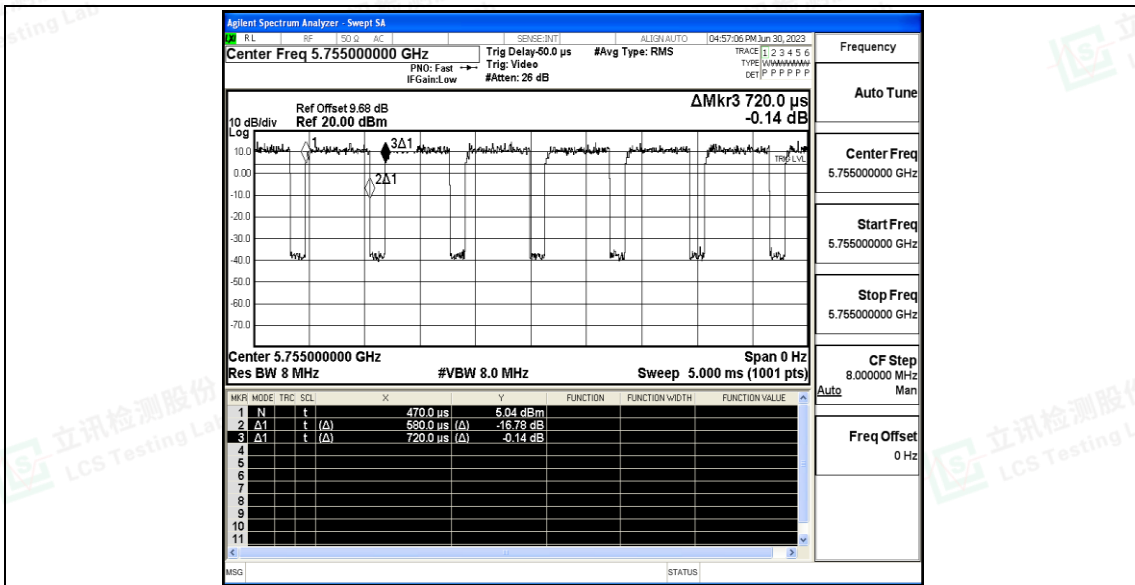 Agilent Spectrum Analyzer - Swept SA
RL RF 50 Ω AC SENSE:INT ALIGN AUTO 04:57:06 PM Jun 30, 2023
Center Freq 5.755000000 GHz
PNO: Fast
IFGain:Low
Trig Delay-50.0 µs
Trig: Video
#Atten: 26 dB
#Avg Type: RMS
TRACE 1 2 3 4 5 6
TYPE
DET P P P P P P
ΔMkr3 720.0 µs
-0.14 dB
Ref Offset 9.68 dB
10 dB/div Ref 20.00 dBm
Log
10.0
0.00
-10.0
-20.0
-30.0
-40.0
-50.0
-60.0
-70.0
1
3Δ1
2Δ1
TRIG LVL
Center 5.755000000 GHz Span 0 Hz
Res BW 8 MHz #VBW 8.0 MHz Sweep 5.000 ms (1001 pts)
MKR MODE TRC SCL X Y FUNCTION FUNCTION WIDTH FUNCTION VALUE
1 N t 470.0 µs 5.04 dBm
2 Δ1 t (Δ) 580.0 µs (Δ) -16.78 dB
3 Δ1 t (Δ) 720.0 µs (Δ) -0.14 dB
4
5
6
7
8
9
10
11
MSG STATUS
Frequency
Auto Tune
Center Freq
5.755000000 GHz
Start Freq
5.755000000 GHz
Stop Freq
5.755000000 GHz
CF Step
8.000000 MHz
Auto Man
Freq Offset
0 Hz
立讯检测股份
LCS Testing Lab